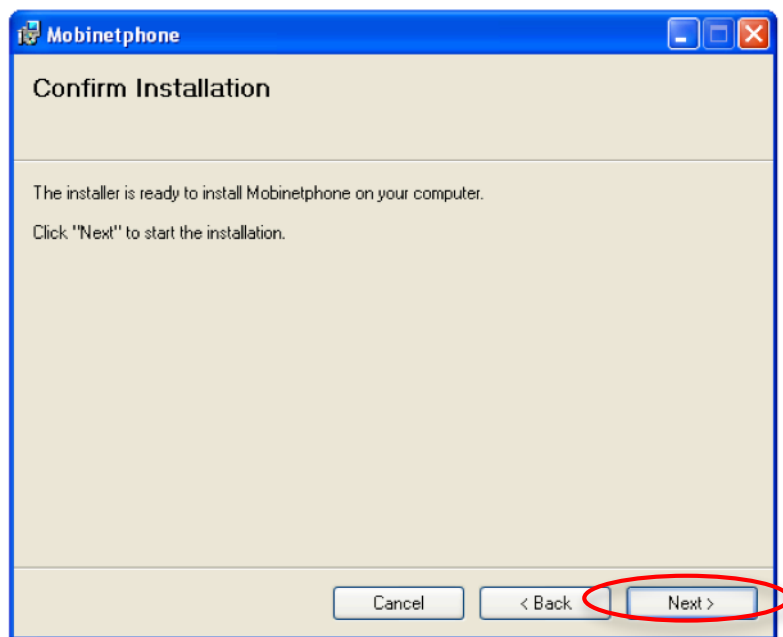 Mobinetphone
Confirm Installation
The installer is ready to install Mobinetphone on your computer.
Click "Next" to start the installation.
Cancel
< Back
Next >